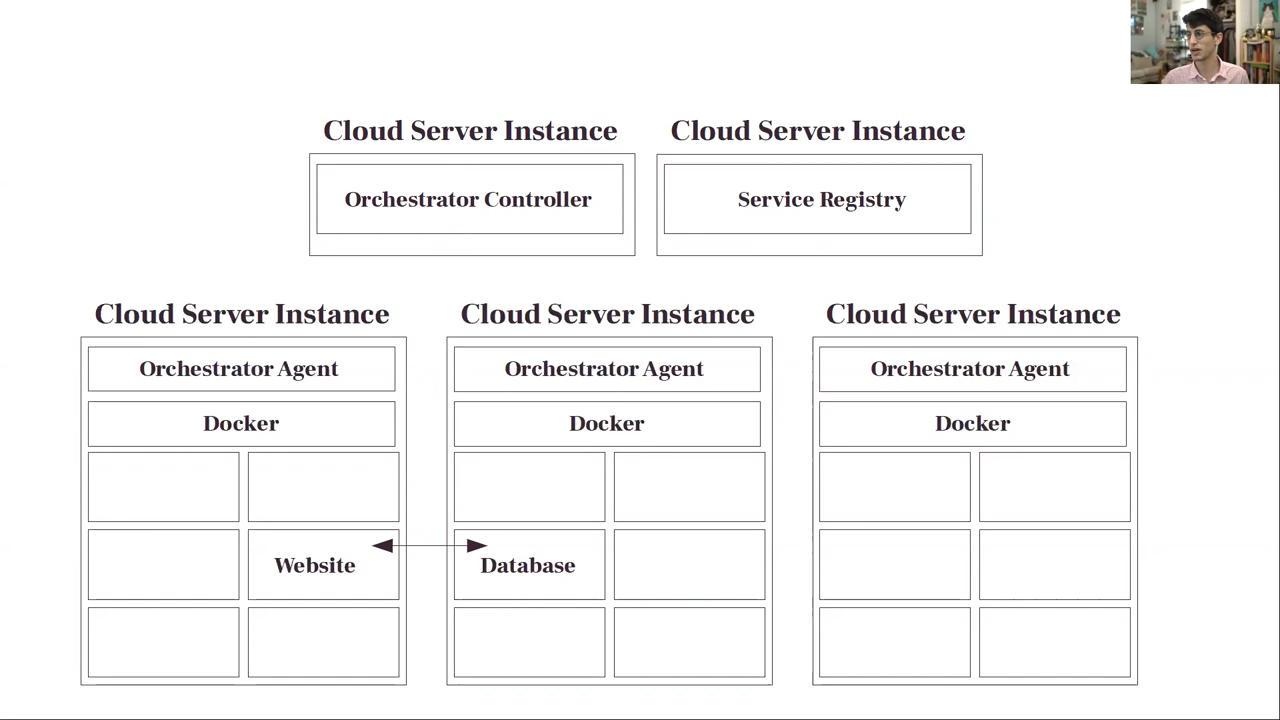 Cloud Server Instance
Cloud Server Instance
Orchestrator Controller
Service Registry
Cloud Server Instance
Cloud Server Instance
Cloud Server Instance
Orchestrator Agent
Orchestrator Agent
Orchestrator Agent
Docker
Docker
Docker
Website
Database